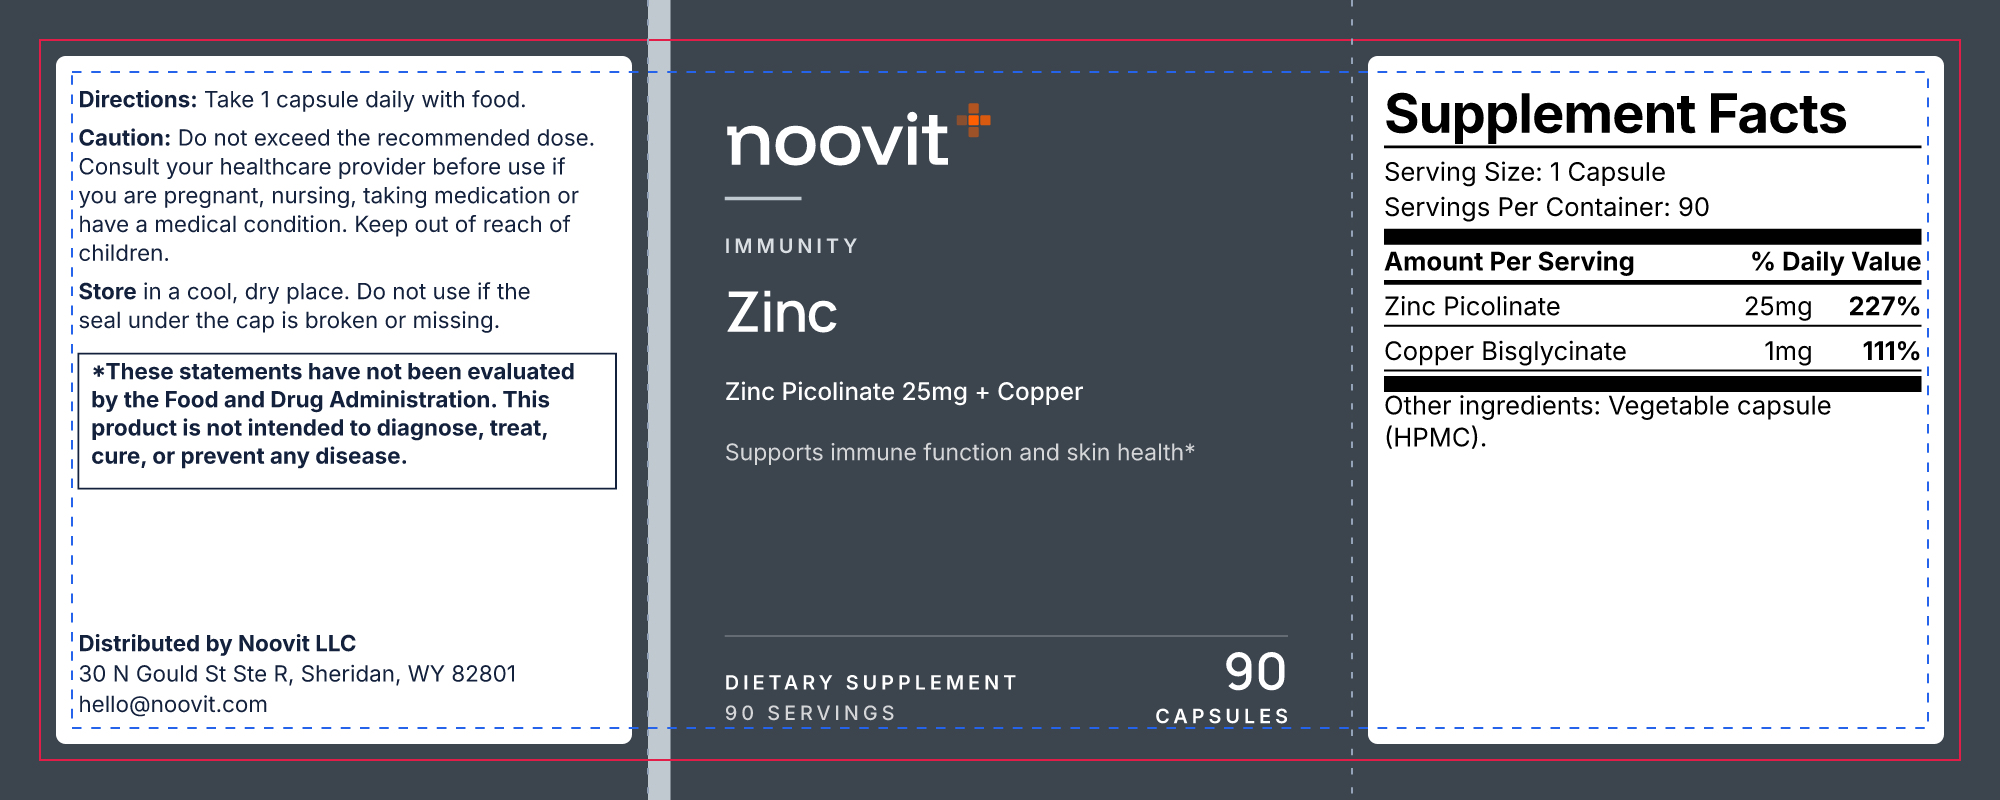 Directions: Take 1 capsule daily with food.
Caution: Do not exceed the recommended dose.
Consult your healthcare provider before use if
you are pregnant, nursing, taking medication or
have a medical condition. Keep out of reach of
children.
Store in a cool, dry place. Do not use if the
seal under the cap is broken or missing.
*These statements have not been evaluated
by the Food and Drug Administration. This
product is not intended to diagnose, treat,
cure, or prevent any disease.
Distributed by Noovit LLC
30 N Gould St Ste R, Sheridan, WY 82801
hello@noovit.com
noovit
IMMUNITY
Zinc
Zinc Picolinate 25mg + Copper
Supports immune function and skin health*
DIETARY SUPPLEMENT
90 SERVINGS
90
CAPSULES
Supplement Facts
Serving Size: 1 Capsule
Servings Per Container: 90
Amount Per Serving % Daily Value
Zinc Picolinate 25mg 227%
Copper Bisglycinate 1mg 111%
Other ingredients: Vegetable capsule
(HPMC).